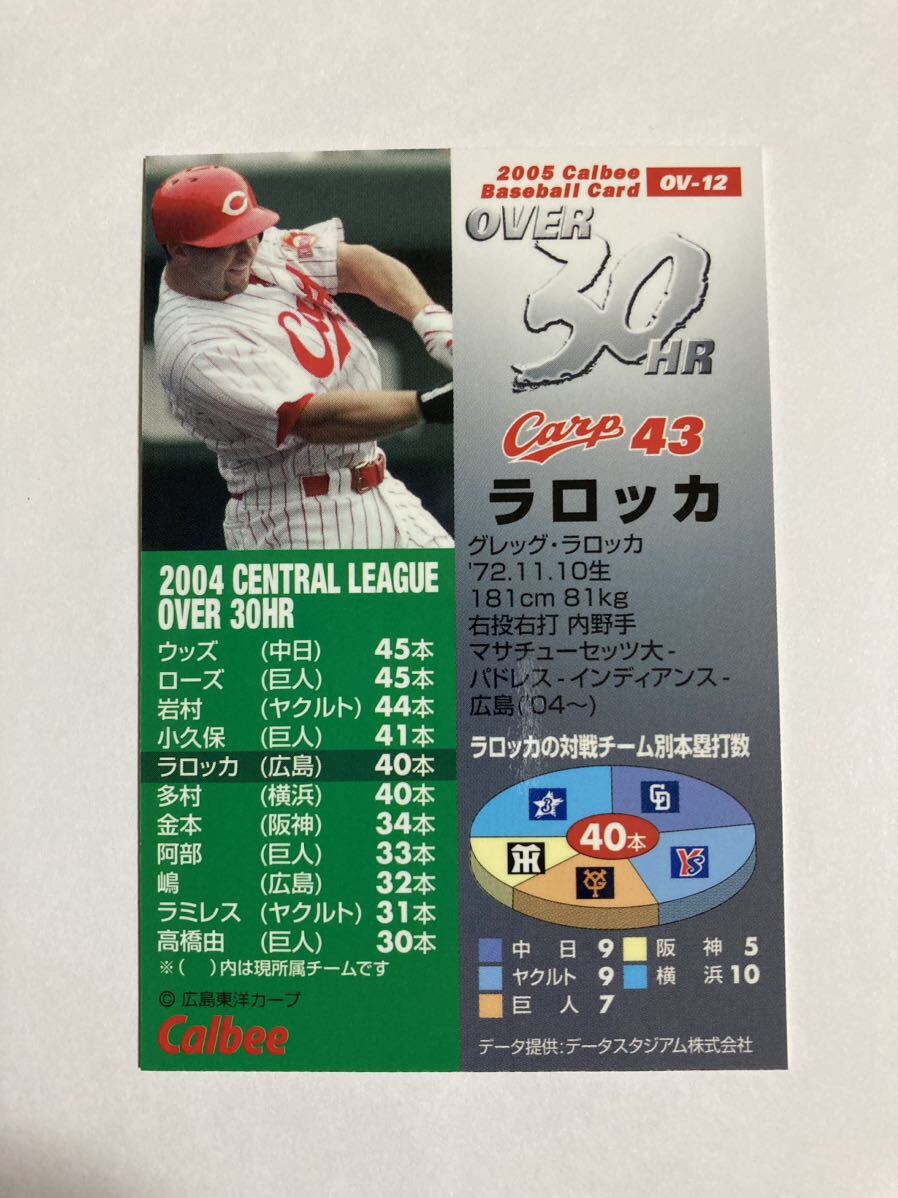 C
Carp
2005 Calbee
Baseball Card
OV-12
OVER
30
HR
Carp 43
ラロッカ
グレッグ・ラロッカ
'72.11.10生
181cm 81kg
右投右打 内野手
マサチューセッツ大-
パドレス-インディアンス-
広島('04～)
ラロッカの対戦チーム別本塁打数
40本
CD
YS
YG
HT
B
中日 9
ヤクルト 9
巨人 7
阪神 5
横浜 10
データ提供:データスタジアム株式会社
2004 CENTRAL LEAGUE
OVER 30HR
ウッズ (中日) 45本
ローズ (巨人) 45本
岩村 (ヤクルト) 44本
小久保 (巨人) 41本
ラロッカ (広島) 40本
多村 (横浜) 40本
金本 (阪神) 34本
阿部 (巨人) 33本
嶋 (広島) 32本
ラミレス (ヤクルト) 31本
高橋由 (巨人) 30本
※( )内は現所属チームです
© 広島東洋カープ
Calbee